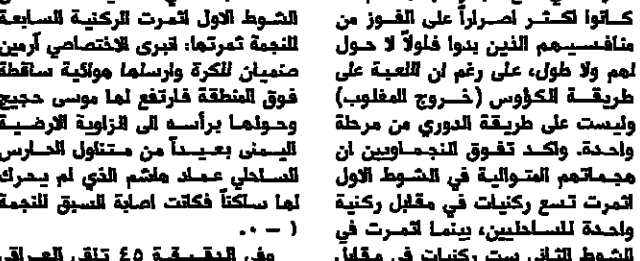 كانوا اكثر اصراراً على الفوز من
منافسيهم الذين بدوا فلولاً لا حول
لهم ولا طول، على رغم ان اللعبة على
طريقة الكؤوس (خروج المغلوب)
وليست على طريقة الدوري من مرحلة
واحدة. واكد تفوق النجماويين ان
هجماتهم المتوالية في الشوط الاول
اثمرت تسع ركنيات في مقابل ركنية
واحدة للساحليين، بينما اثمرت في
الشوط الثاني ست ركنيات في مقابل
الشوط الاول اثمرت الركنية السابعة
للنجمة ثمرتها: انبرى الاختصاصي آرمين
صنميان للكرة وارسلها هوائية ساقطة
فوق المنطقة فارتفع لها موسى حجيج
وحولها برأسه الى الزاوية الارضية
اليمنى بعيداً من متناول الحارس
الساحلي عماد هاشم الذي لم يحرك
لها ساكناً فكانت اصابة السبق للنجمة
١ – ٠.
وفي الدقيقة ٤٥ تلقى العراقي